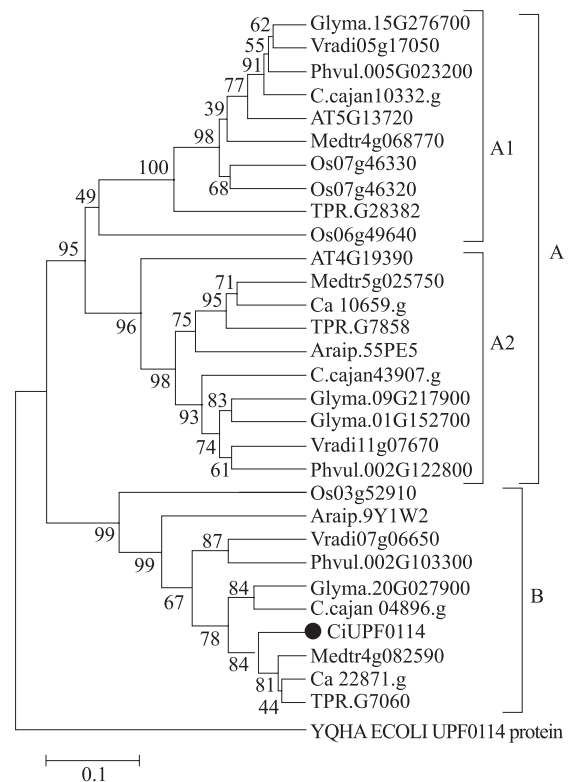 62 Glyma.15G276700
55 Vradi05g17050
91 Phvul.005G023200
77 C.cajan10332.g
39 AT5G13720
98 Medtr4g068770
Os07g46330
100 68 Os07g46320
A1
49 TPR.G28382
Os06g49640
95 A
AT4G19390
71 Medtr5g025750
95 Ca 10659.g
96 75 TPR.G7858
Araip.55PE5
A2
98 C.cajan43907.g
93 83 Glyma.09G217900
Glyma.01G152700
74 Vradi11g07670
61 Phvul.002G122800
Os03g52910
99 Araip.9Y1W2
87 Vradi07g06650
99 Phvul.002G103300
67 84 Glyma.20G027900
B
C.cajan 04896.g
78 CiUPF0114
84 Medtr4g082590
81 Ca 22871.g
44 TPR.G7060
YQHA ECOLI UPF0114 protein
0.1